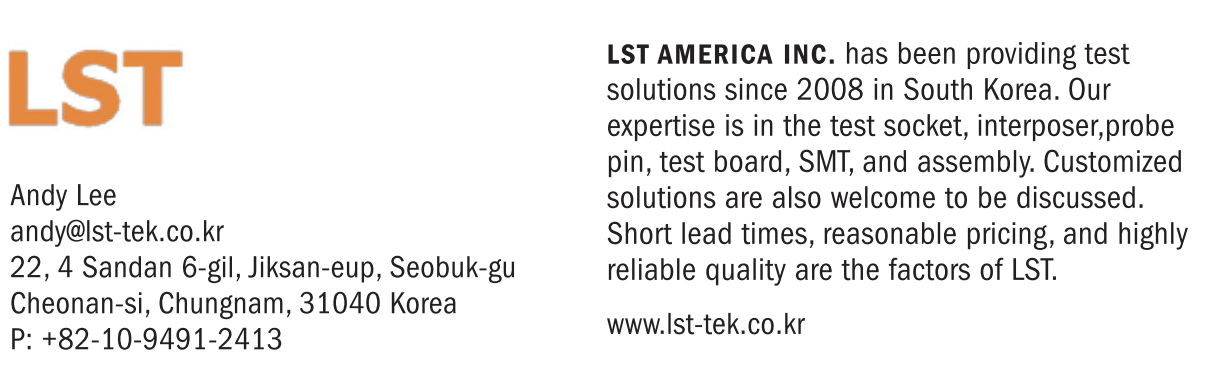 LST
Andy Lee
andy@lst-tek.co.kr
22, 4 Sandan 6-gil, Jiksan-eup, Seobuk-gu
Cheonan-si, Chungnam, 31040 Korea
P: +82-10-9491-2413
LST AMERICA INC. has been providing test
solutions since 2008 in South Korea. Our
expertise is in the test socket, interposer,probe
pin, test board, SMT, and assembly. Customized
solutions are also welcome to be discussed.
Short lead times, reasonable pricing, and highly
reliable quality are the factors of LST.
www.lst-tek.co.kr